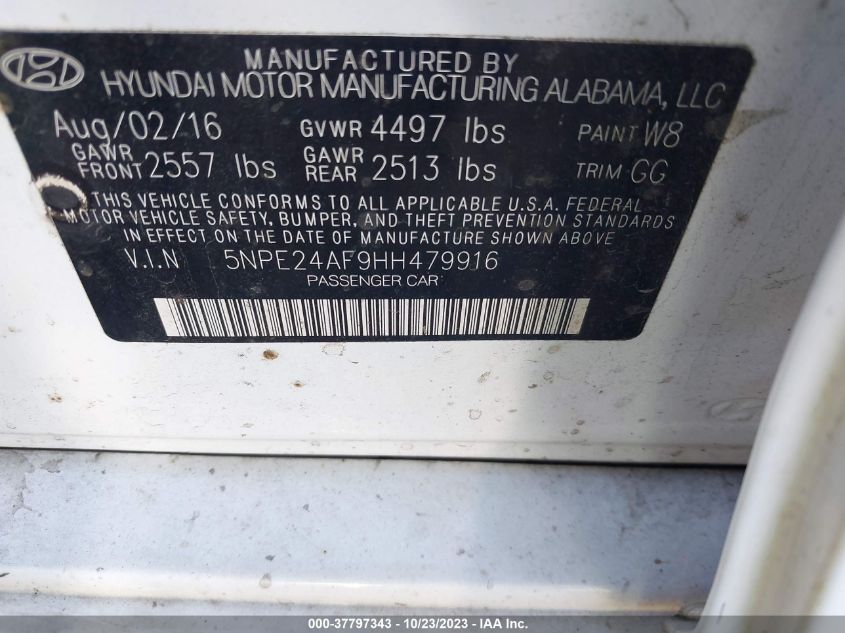 MANUFACTURED BY
HYUNDAI MOTOR MANUFACTURING ALABAMA, LLC
Aug/02/16 GVWR 4497 lbs PAINT W8
GAWR FRONT 2557 lbs GAWR REAR 2513 lbs TRIM GG
THIS VEHICLE CONFORMS TO ALL APPLICABLE U.S.A. FEDERAL
MOTOR VEHICLE SAFETY, BUMPER, AND THEFT PREVENTION STANDARDS
IN EFFECT ON THE DATE OF MANUFACTURE SHOWN ABOVE
V.I.N 5NPE24AF9HH479916
PASSENGER CAR
000-37797343 - 10/23/2023 - IAA Inc.